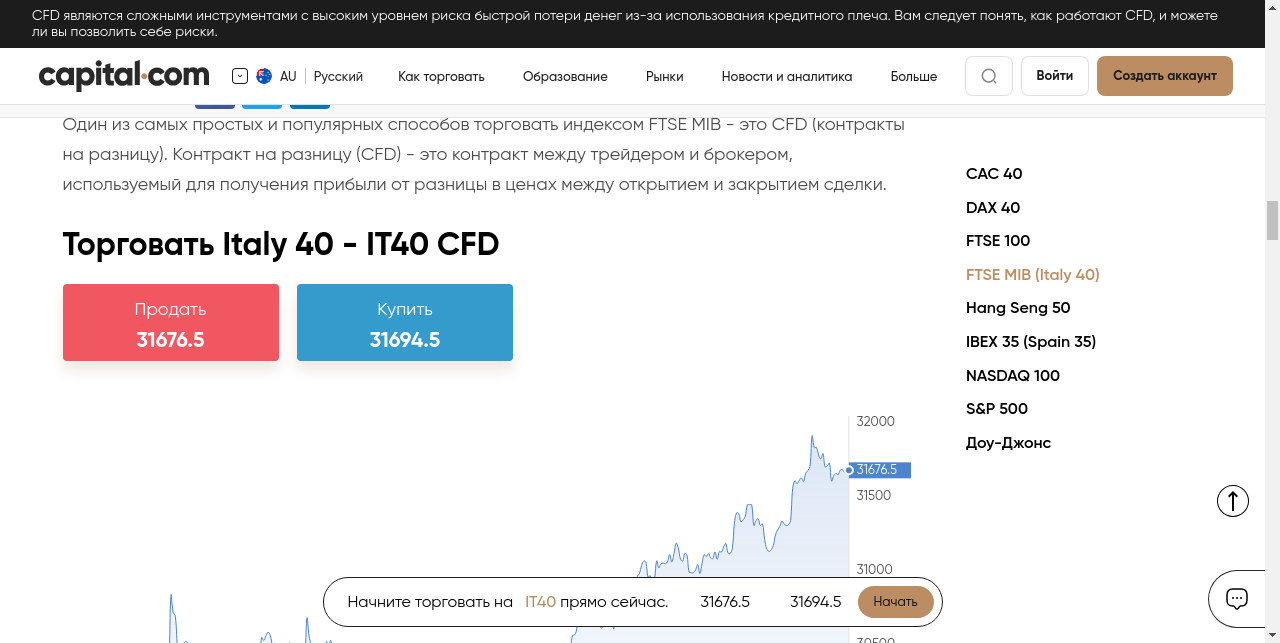 CFD являются сложными инструментами с высоким уровнем риска быстрой потери денег из-за использования кредитного плеча. Вам следует понять, как работают CFD, и можете
ли вы позволить себе риски.
capital.com
AU
Русский
Как торговать
Образование
Рынки
Новости и аналитика
Больше
Войти
Создать аккаунт
Один из самых простых и популярных способов торговать индексом FTSE MIB - это CFD (контракты
на разницу). Контракт на разницу (CFD) - это контракт между трейдером и брокером,
используемый для получения прибыли от разницы в ценах между открытием и закрытием сделки.
Торговать Italy 40 - IT40 CFD
Продать
31676.5
Купить
31694.5
32000
31676.5
31500
31000
30500
CAC 40
DAX 40
FTSE 100
FTSE MIB (Italy 40)
Hang Seng 50
IBEX 35 (Spain 35)
NASDAQ 100
S&P 500
Доу-Джонс
Начните торговать на IT40 прямо сейчас.
31676.5
31694.5
Начать